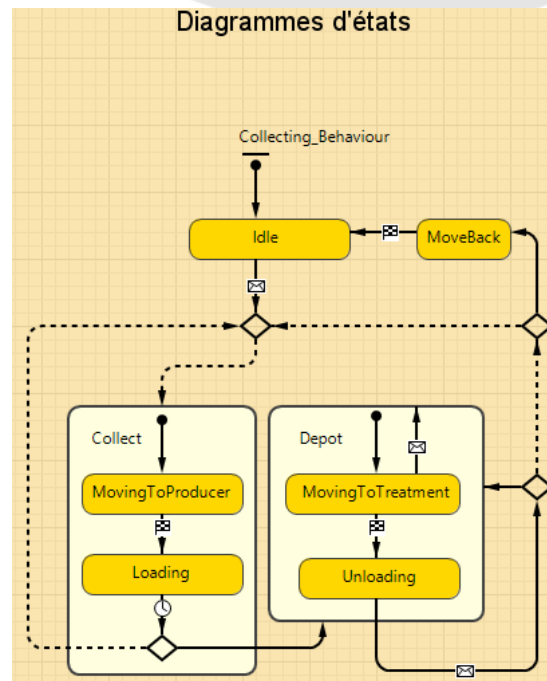 Diagrammes d'états
Collecting_Behaviour
Idle
MoveBack
Collect
Depot
MovingToProducer
MovingToTreatment
Loading
Unloading